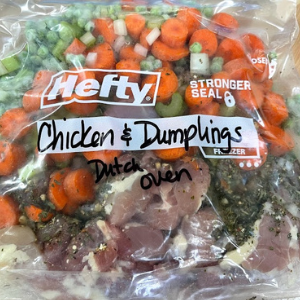 Hefty
STRONGER
SEAL
Chicken & Dumplings
FREEZER
Dutch
oven